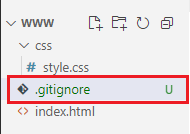 www
css
# style.css
.gitignore U
index.html